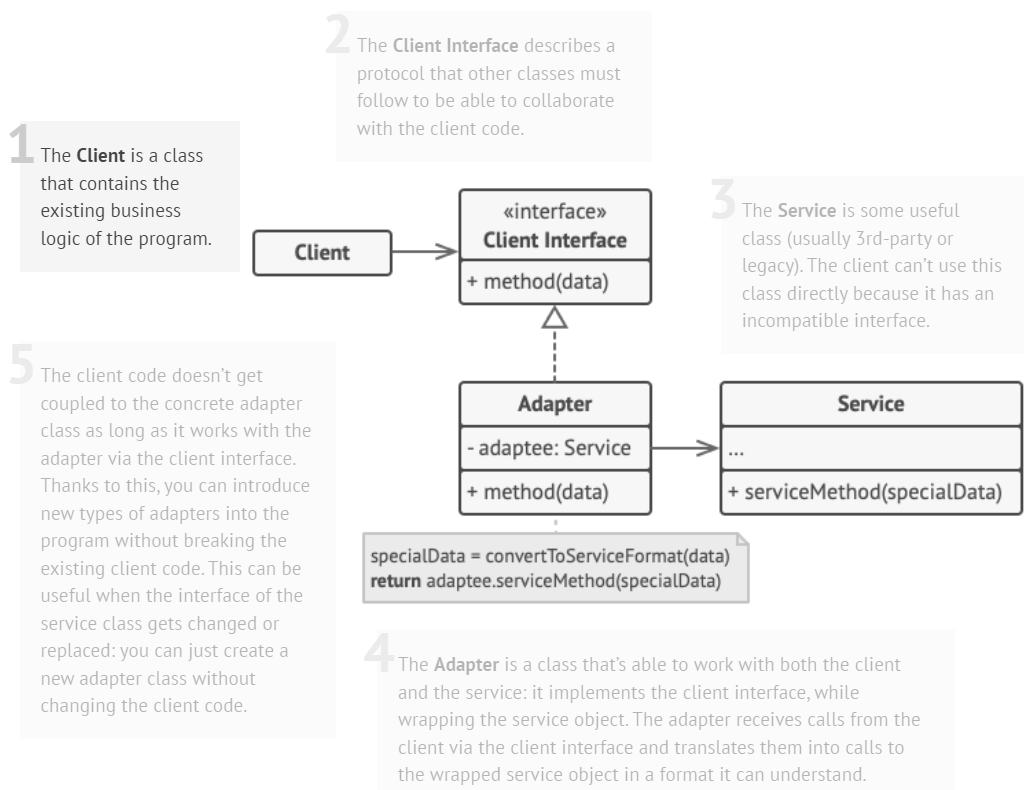 2
The Client Interface describes a
protocol that other classes must
follow to be able to collaborate
with the client code.
1
The Client is a class
that contains the
existing business
logic of the program.
3
The Service is some useful
class (usually 3rd-party or
legacy). The client can’t use this
class directly because it has an
incompatible interface.
Client
«interface»
Client Interface
+ method(data)
5
The client code doesn’t get
coupled to the concrete adapter
class as long as it works with the
adapter via the client interface.
Thanks to this, you can introduce
new types of adapters into the
program without breaking the
existing client code. This can be
useful when the interface of the
service class gets changed or
replaced: you can just create a
new adapter class without
changing the client code.
Adapter
- adaptee: Service
+ method(data)
Service
...
+ serviceMethod(specialData)
specialData = convertToServiceFormat(data)
return adaptee.serviceMethod(specialData)
4
The Adapter is a class that’s able to work with both the client
and the service: it implements the client interface, while
wrapping the service object. The adapter receives calls from the
client via the client interface and translates them into calls to
the wrapped service object in a format it can understand.